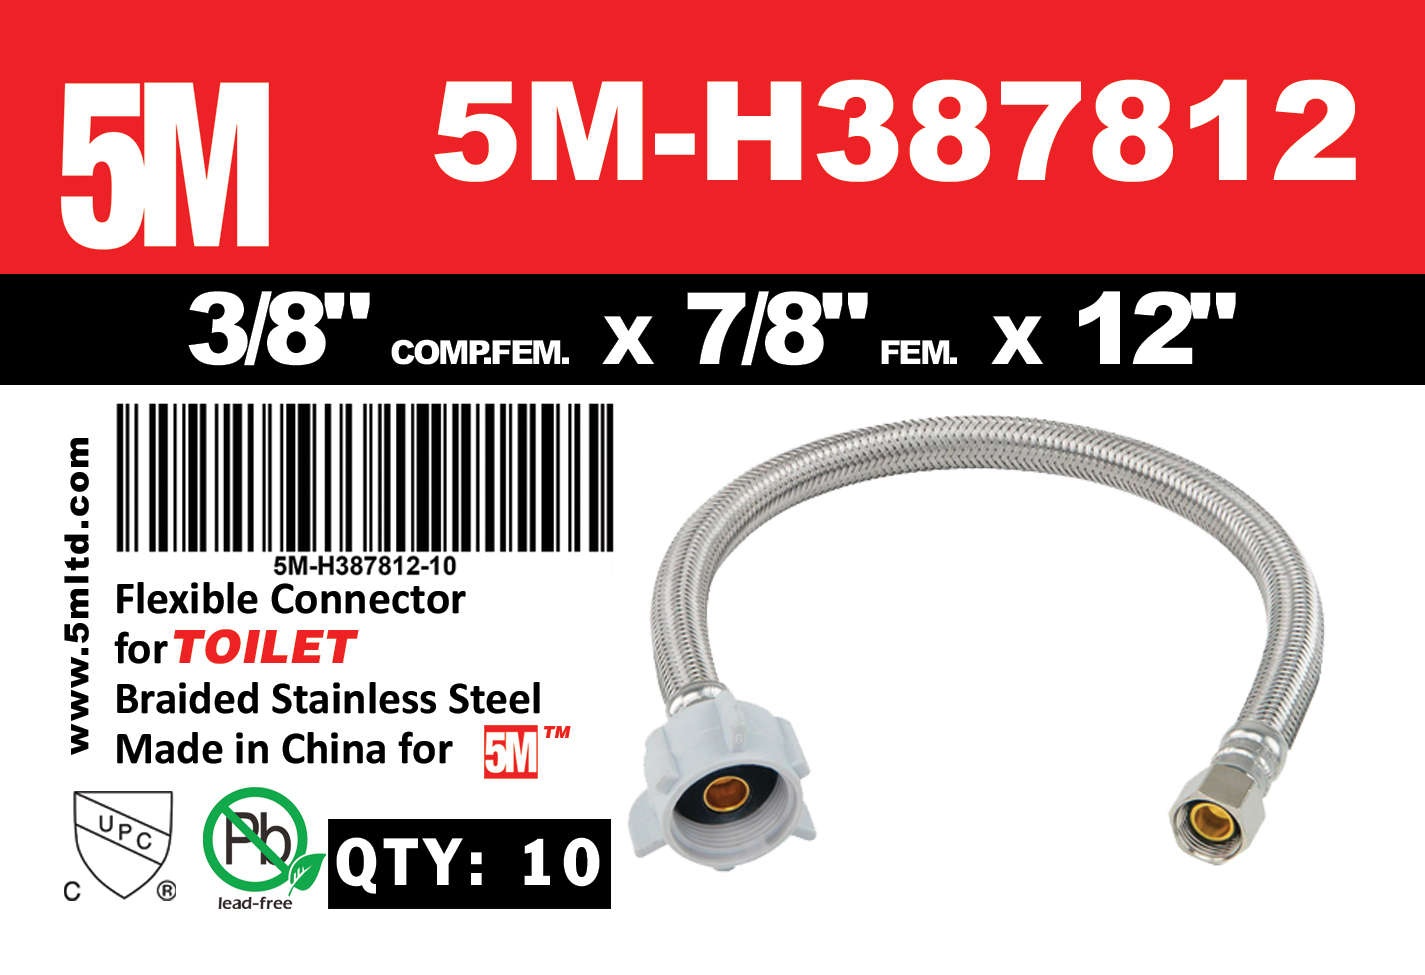 5M
5M-H387812
3/8" COMP.FEM. x 7/8" FEM. x 12"
www.5mltd.com
5M-H387812-10
Flexible Connector
for TOILET
Braided Stainless Steel
Made in China for 5M™
UPC
C ®
Pb
lead-free
QTY: 10